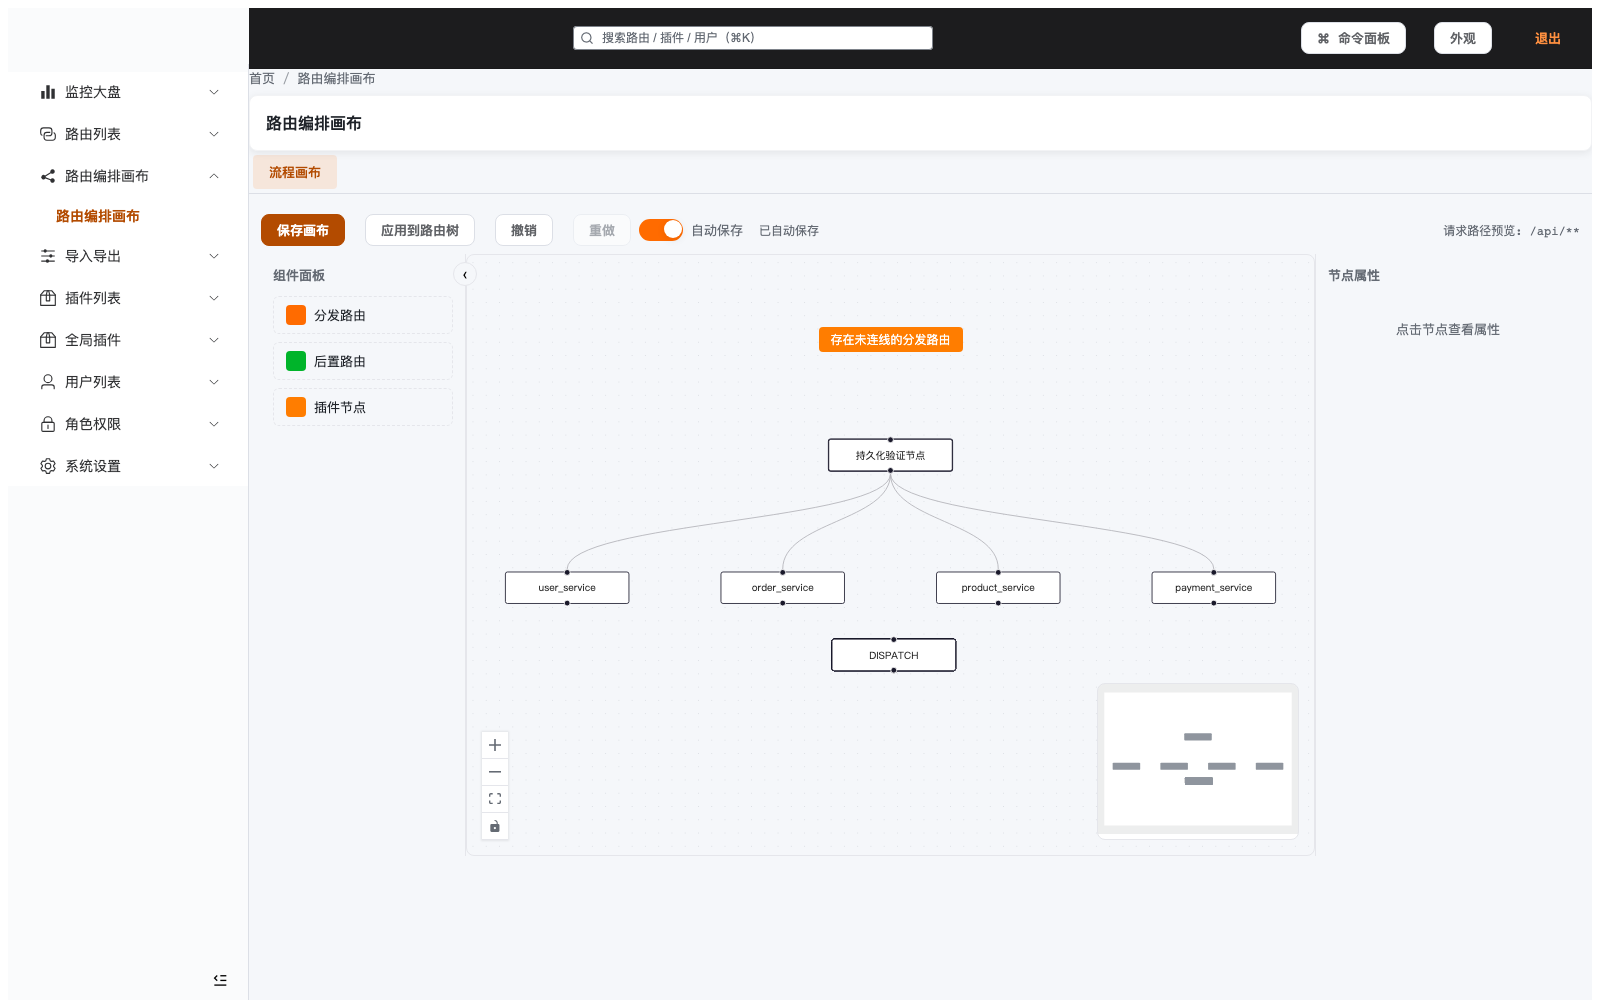 搜索路由 / 插件 / 用户（⌘K）
⌘ 命令面板
外观
退出
监控大盘
路由列表
路由编排画布
路由编排画布
导入导出
插件列表
全局插件
用户列表
角色权限
系统设置
首页 / 路由编排画布
路由编排画布
流程画布
保存画布
应用到路由树
撤销
重做
自动保存
已自动保存
请求路径预览: /api/**
组件面板
分发路由
后置路由
插件节点
存在未连线的分发路由
持久化验证节点
user_service
order_service
product_service
payment_service
DISPATCH
节点属性
点击节点查看属性